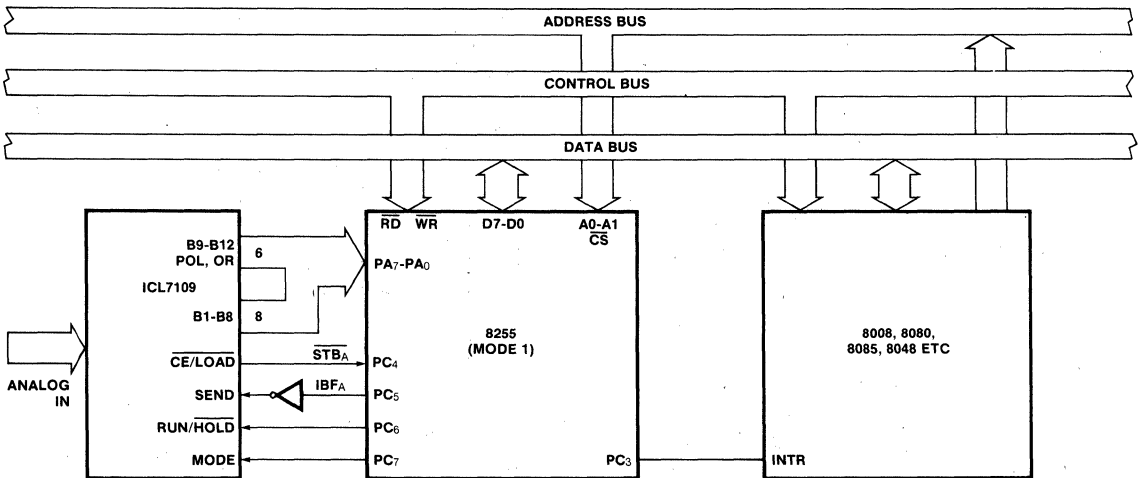 ADDRESS BUS
CONTROL BUS
DATA BUS
B9-B12
POL, OR
6
ICL7109
B1-B8
8
CE/LOAD
SEND
RUN/HOLD
MODE
ANALOG
IN
STBA
IBFA
RD WR D7-D0 A0-A1
CS
PA7-PA0
8255
(MODE 1)
PC4
PC5
PC6
PC7
PC3
8008, 8080,
8085, 8048 ETC
INTR